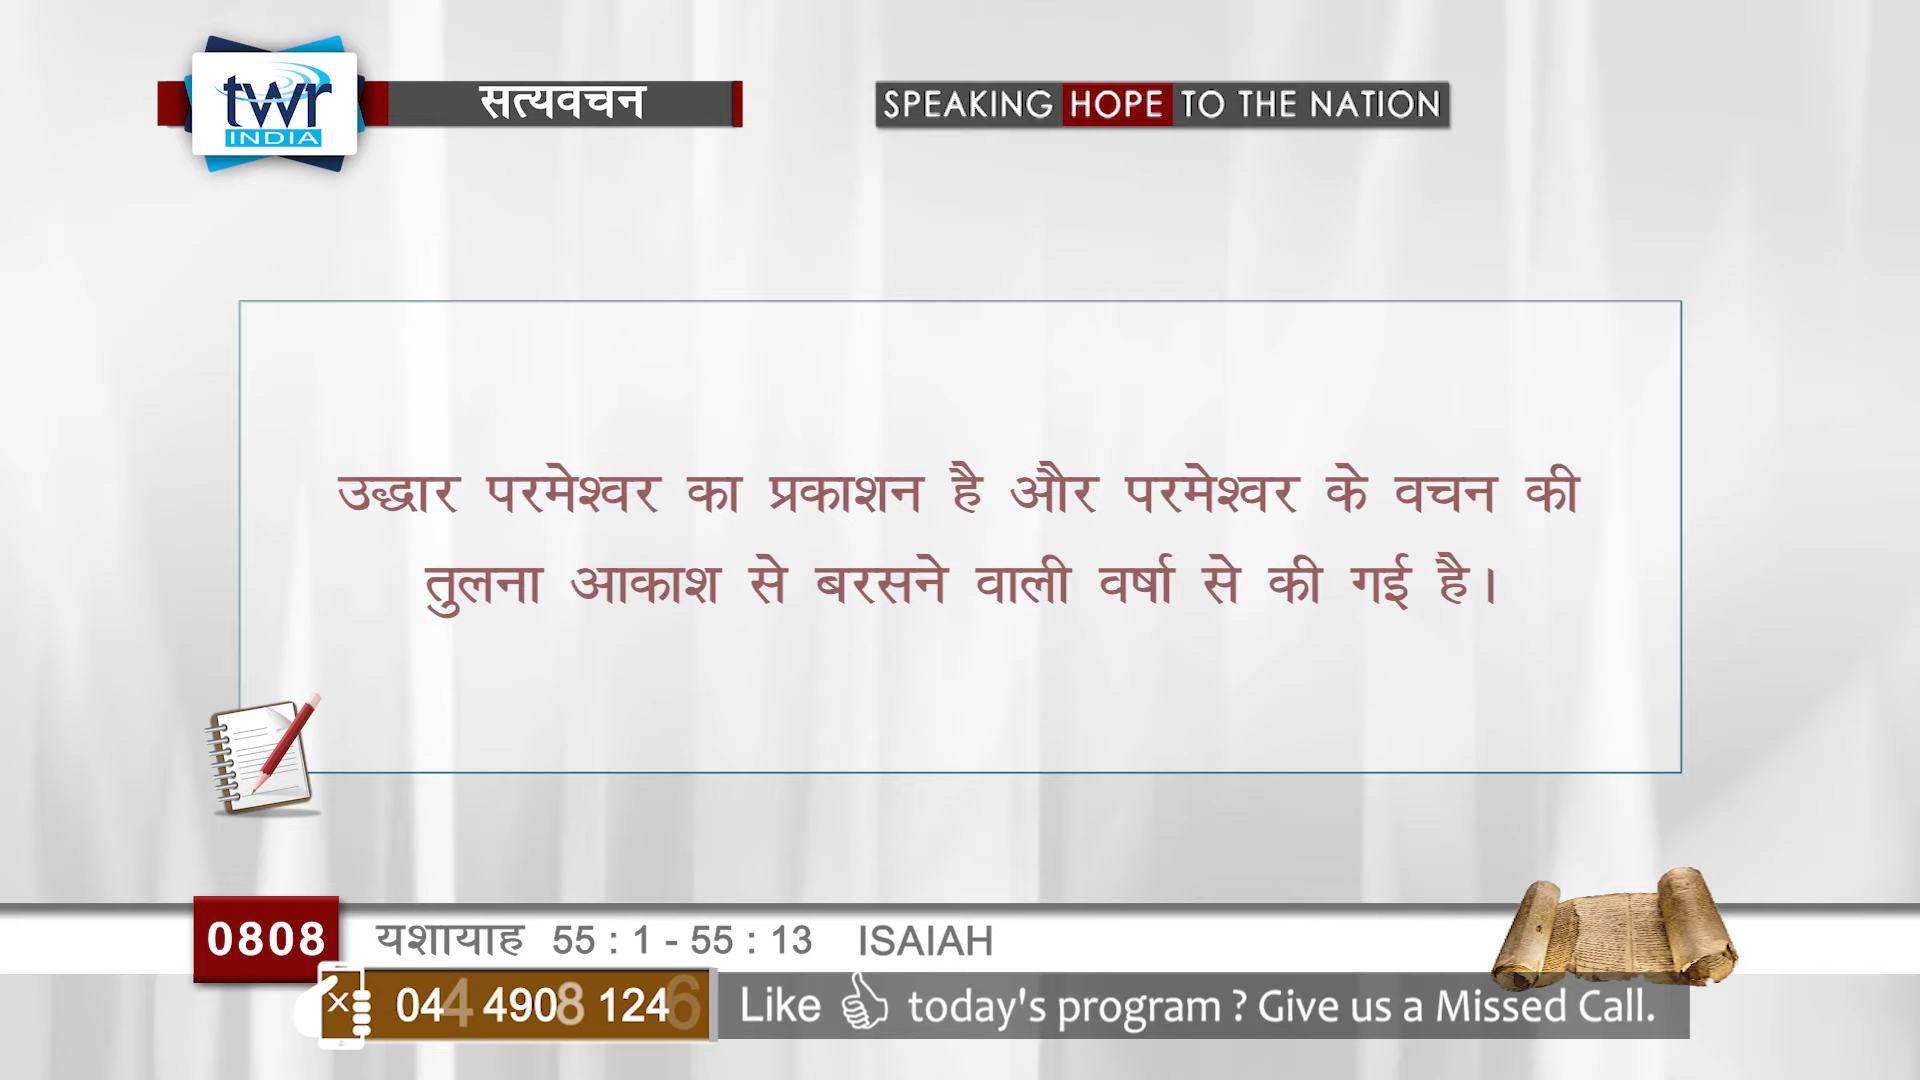 twr
INDIA
सत्यवचन
SPEAKING HOPE TO THE NATION
उद्धार परमेश्वर का प्रकाशन है और परमेश्वर के वचन की
तुलना आकाश से बरसने वाली वर्षा से की गई है।
0808 यशायाह 55 : 1 - 55 : 13 ISAIAH
044 4908 1246 Like today's program ? Give us a Missed Call.